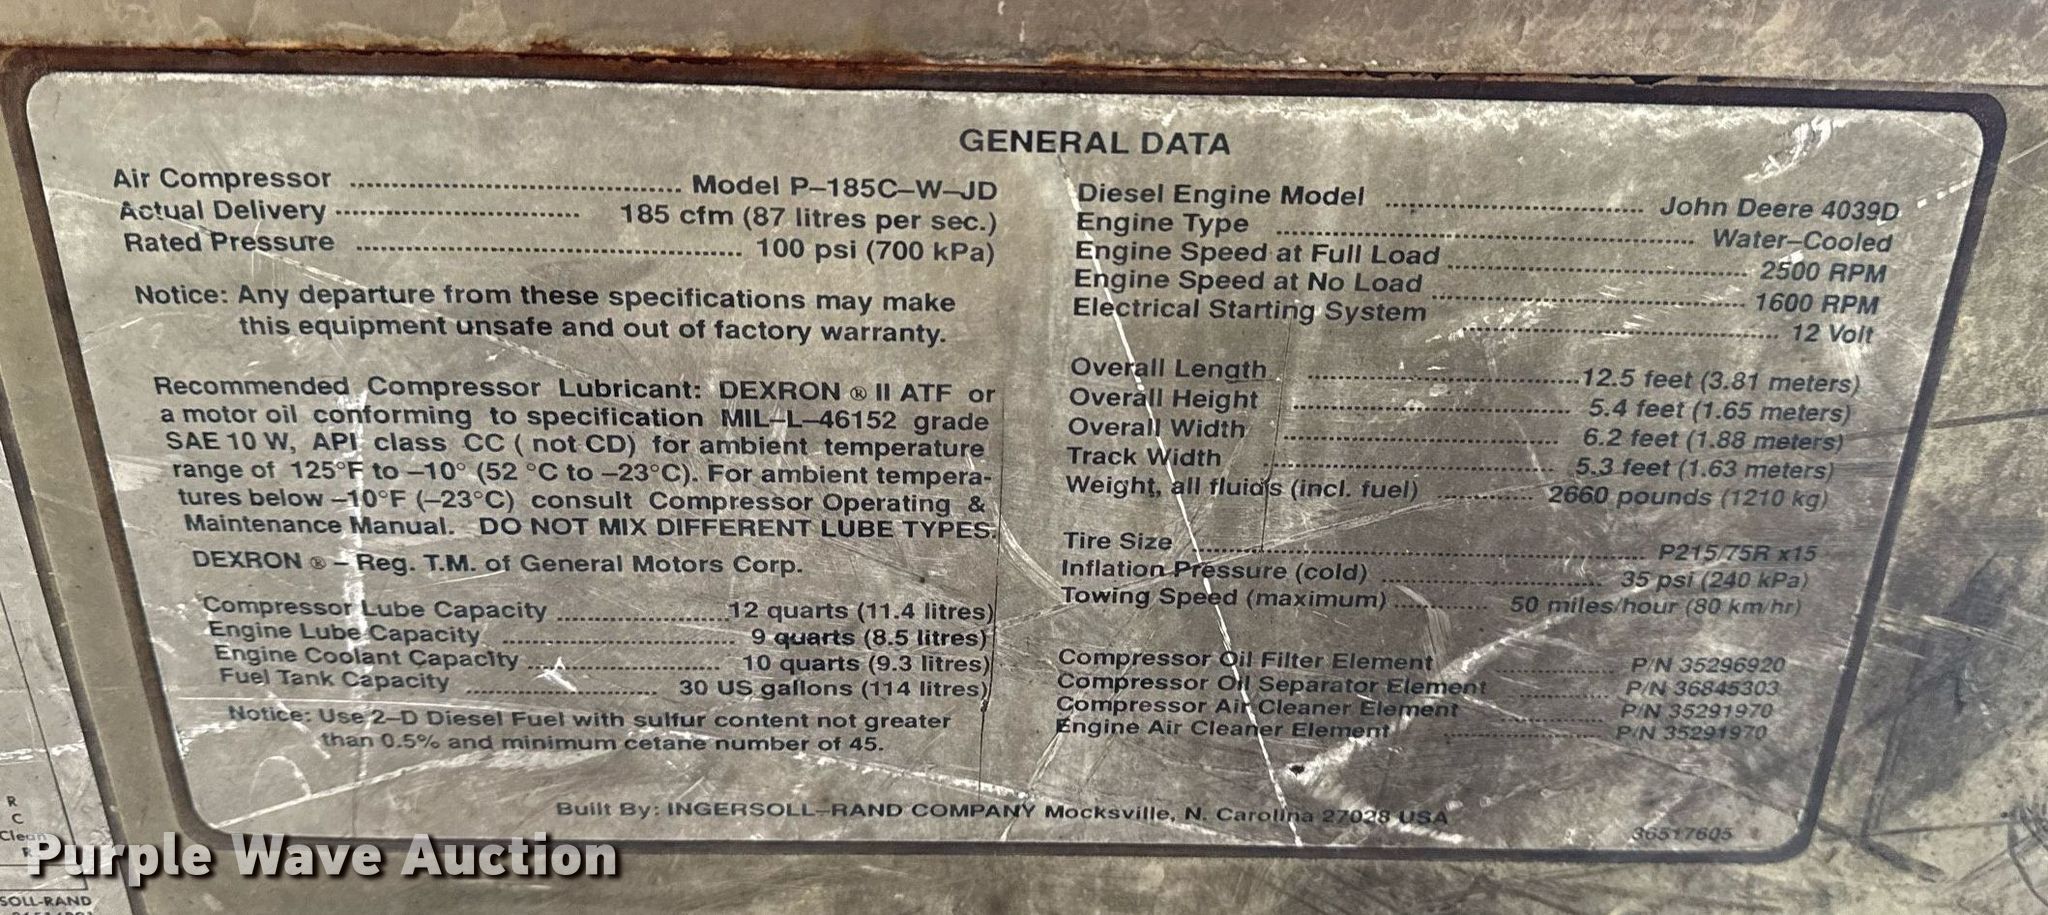 GENERAL DATA
Air Compressor ........ Model P-185C-W-JD
Actual Delivery ........ 185 cfm (87 litres per sec.)
Rated Pressure ........ 100 psi (700 kPa)
Notice: Any departure from these specifications may make
this equipment unsafe and out of factory warranty.
Recommended Compressor Lubricant: DEXRON ® II ATF or
a motor oil conforming to specification MIL-L-46152 grade
SAE 10 W, API class CC ( not CD) for ambient temperature
range of 125°F to -10° (52 °C to -23°C). For ambient tempera-
tures below -10°F (-23°C) consult Compressor Operating &
Maintenance Manual. DO NOT MIX DIFFERENT LUBE TYPES.
DEXRON ® - Reg. T.M. of General Motors Corp.
Compressor Lube Capacity ........ 12 quarts (11.4 litres)
Engine Lube Capacity ........ 9 quarts (8.5 litres)
Engine Coolant Capacity ........ 10 quarts (9.3 litres)
Fuel Tank Capacity ........ 30 US gallons (114 litres)
Notice: Use 2-D Diesel Fuel with sulfur content not greater
than 0.5% and minimum cetane number of 45.
Diesel Engine Model ........ John Deere 4039D
Engine Type ........ Water-Cooled
Engine Speed at Full Load ........ 2500 RPM
Engine Speed at No Load ........ 1600 RPM
Electrical Starting System ........ 12 Volt
Overall Length ........ 12.5 feet (3.81 meters)
Overall Height ........ 5.4 feet (1.65 meters)
Overall Width ........ 6.2 feet (1.88 meters)
Track Width ........ 5.3 feet (1.63 meters)
Weight, all fluids (incl. fuel) ........ 2660 pounds (1210 kg)
Tire Size ........ P215/75R x15
Inflation Pressure (cold) ........ 35 psi (240 kPa)
Towing Speed (maximum) ........ 50 miles/hour (80 km/hr)
Compressor Oil Filter Element ........ P/N 35296920
Compressor Oil Separator Element ........ P/N 36845303
Compressor Air Cleaner Element ........ P/N 35291970
Engine Air Cleaner Element ........ P/N 35291970
Built By: INGERSOLL-RAND COMPANY Mocksville, N. Carolina 27028 USA
36517605
R
C
Clean
R
SOLL-RAND
Purple Wave Auction